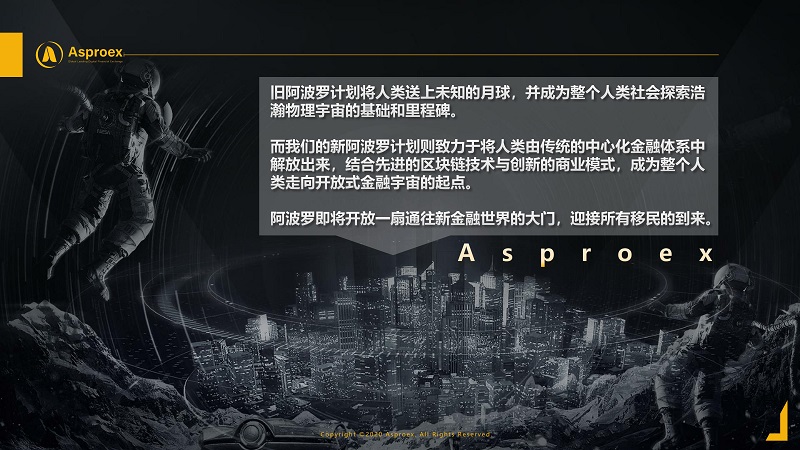 Asproex
Global Leading Digital Financial Exchange
旧阿波罗计划将人类送上未知的月球，并成为整个人类社会探索浩
瀚物理宇宙的基础和里程碑。
而我们的新阿波罗计划则致力于将人类由传统的中心化金融体系中
解放出来，结合先进的区块链技术与创新的商业模式，成为整个人
类走向开放式金融宇宙的起点。
阿波罗即将开放一扇通往新金融世界的大门，迎接所有移民的到来。
Asproex
Copyright ©2020 Asproex. All Rights Reserved.